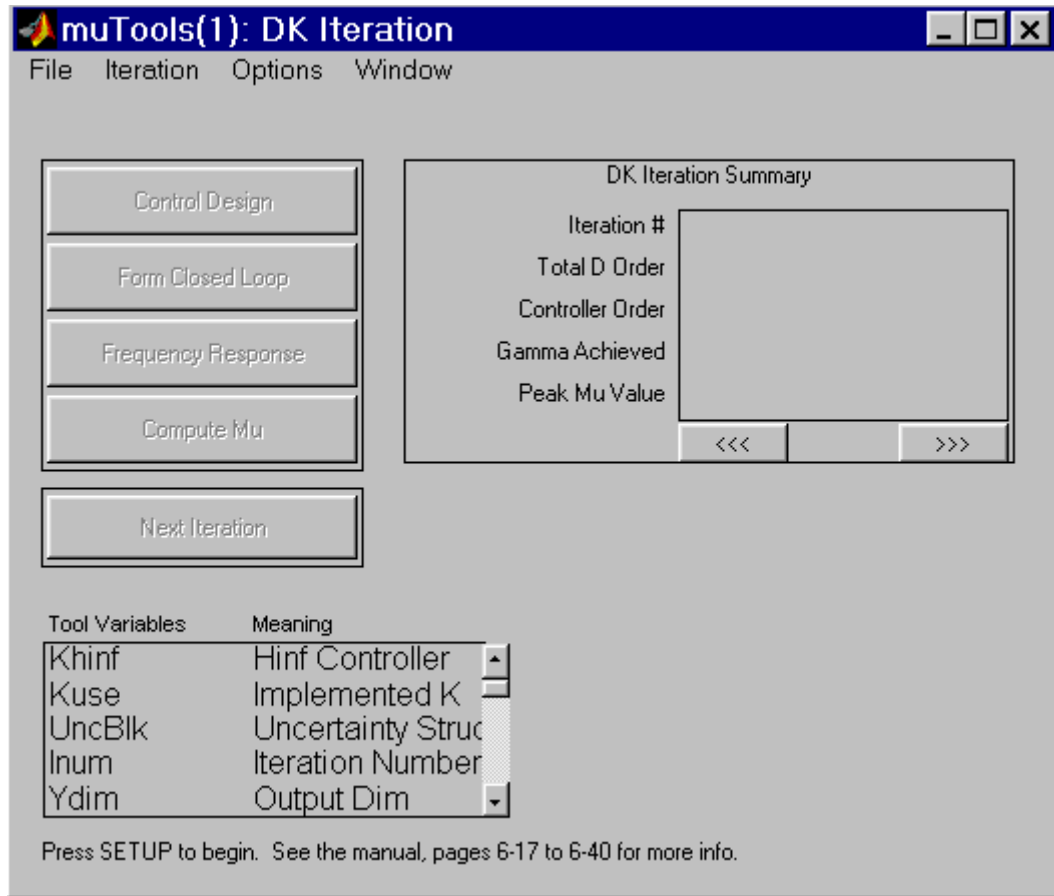 muTools(1): DK Iteration
File Iteration Options Window
Control Design
Form Closed Loop
Frequency Response
Compute Mu
Next Iteration
DK Iteration Summary
Iteration #
Total D Order
Controller Order
Gamma Achieved
Peak Mu Value
<<< >>>
Tool Variables Meaning
Khinf Hinf Controller
Kuse Implemented K
UncBlk Uncertainty Struc
Inum Iteration Number
Ydim Output Dim
Press SETUP to begin. See the manual, pages 6-17 to 6-40 for more info.